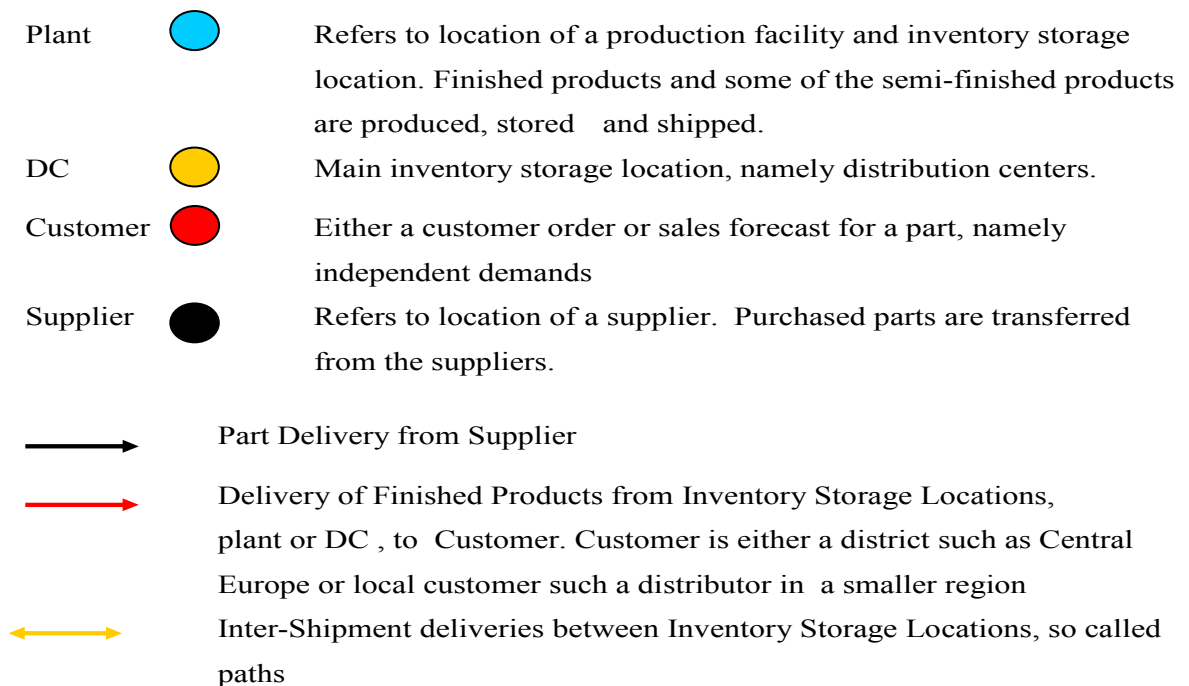 Plant Refers to location of a production facility and inventory storage
location. Finished products and some of the semi-finished products
are produced, stored and shipped.
DC Main inventory storage location, namely distribution centers.
Customer Either a customer order or sales forecast for a part, namely
independent demands
Supplier Refers to location of a supplier. Purchased parts are transferred
from the suppliers.
Part Delivery from Supplier
Delivery of Finished Products from Inventory Storage Locations,
plant or DC , to Customer. Customer is either a district such as Central
Europe or local customer such a distributor in a smaller region
Inter-Shipment deliveries between Inventory Storage Locations, so called
paths